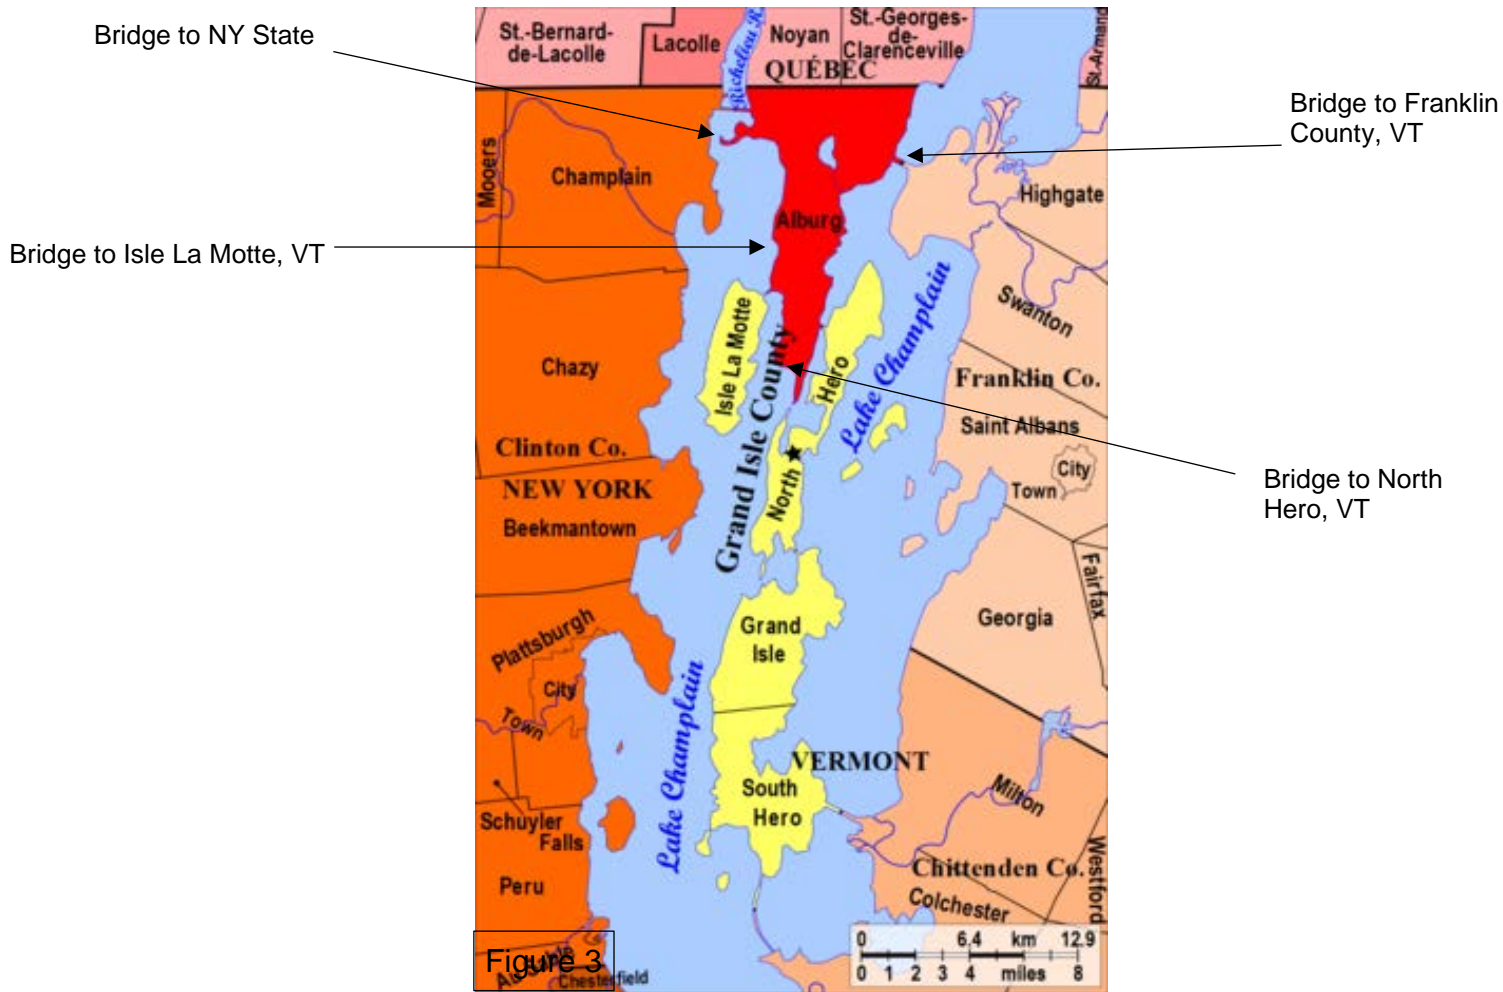 Bridge to NY State
Bridge to Isle La Motte, VT
Bridge to Franklin
County, VT
Bridge to North
Hero, VT
St.-Bernard-
de-Lacolle
Lacolle
Richelieu R.
Noyan
St.-Georges-
de-
Clarenceville
St-Armand
QUÉBEC
Mooers
Champlain
Alburg
Highgate
Swanton
Isle La Motte
Hero
Lake Champlain
Chazy
Grand Isle County
Franklin Co.
Saint Albans
City
Town
Clinton Co.
NEW YORK
Beekmantown
North
Fairfax
Georgia
Plattsburgh
City
Town
Grand
Isle
Lake Champlain
VERMONT
South
Hero
Milton
Schuyler
Falls
Peru
Chittenden Co.
Westford
Colchester
Au Sable
Chesterfield
Figure 3
0 6.4 km 12.9
0 1 2 3 4 miles 8